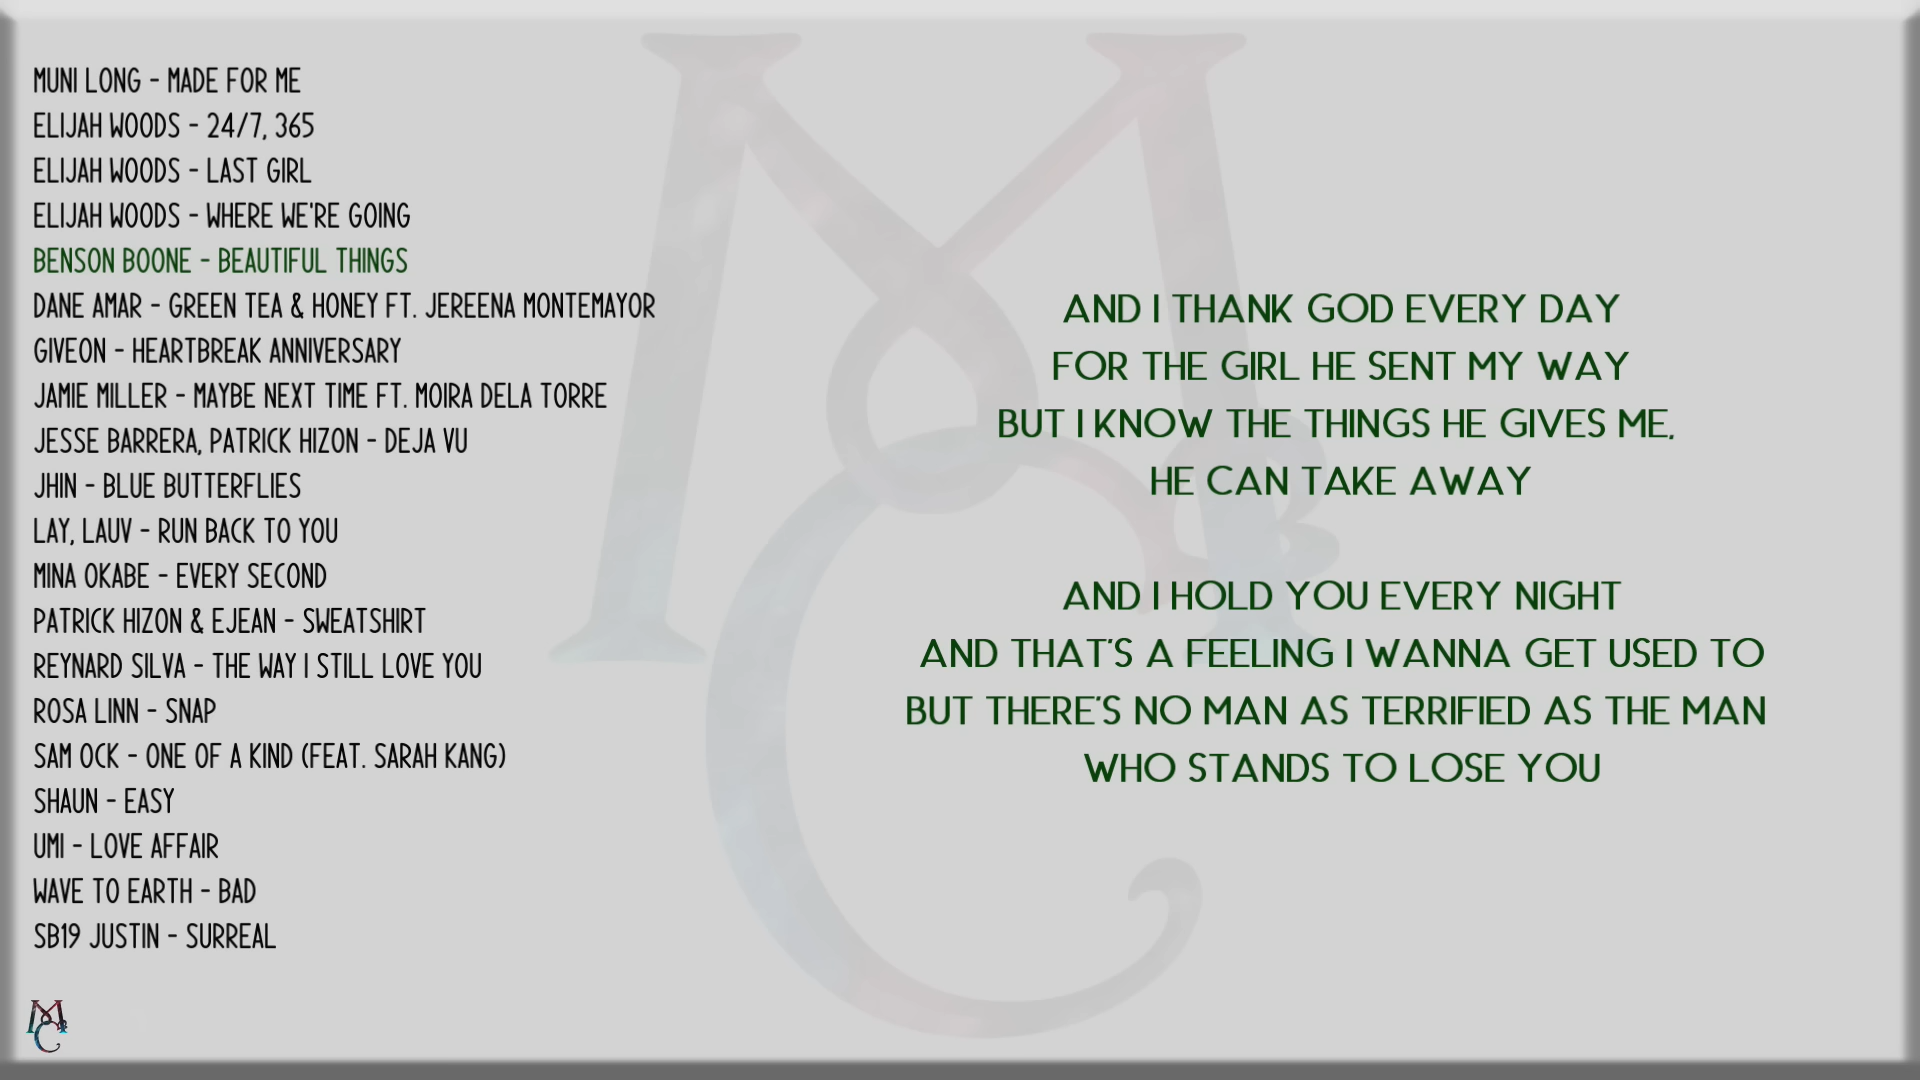 MUNI LONG - MADE FOR ME
ELIJAH WOODS - 24/7, 365
ELIJAH WOODS - LAST GIRL
ELIJAH WOODS - WHERE WE'RE GOING
BENSON BOONE - BEAUTIFUL THINGS
DANE AMAR - GREEN TEA & HONEY FT. JEREENA MONTEMAYOR
GIVEON - HEARTBREAK ANNIVERSARY
JAMIE MILLER - MAYBE NEXT TIME FT. MOIRA DELA TORRE
JESSE BARRERA, PATRICK HIZON - DEJA VU
JHIN - BLUE BUTTERFLIES
LAY, LAUV - RUN BACK TO YOU
MINA OKABE - EVERY SECOND
PATRICK HIZON & EJEAN - SWEATSHIRT
REYNARD SILVA - THE WAY I STILL LOVE YOU
ROSA LINN - SNAP
SAM OCK - ONE OF A KIND (FEAT. SARAH KANG)
SHAUN - EASY
UMI - LOVE AFFAIR
WAVE TO EARTH - BAD
SB19 JUSTIN - SURREAL
AND I THANK GOD EVERY DAY
FOR THE GIRL HE SENT MY WAY
BUT I KNOW THE THINGS HE GIVES ME,
HE CAN TAKE AWAY
AND I HOLD YOU EVERY NIGHT
AND THAT'S A FEELING I WANNA GET USED TO
BUT THERE'S NO MAN AS TERRIFIED AS THE MAN
WHO STANDS TO LOSE YOU